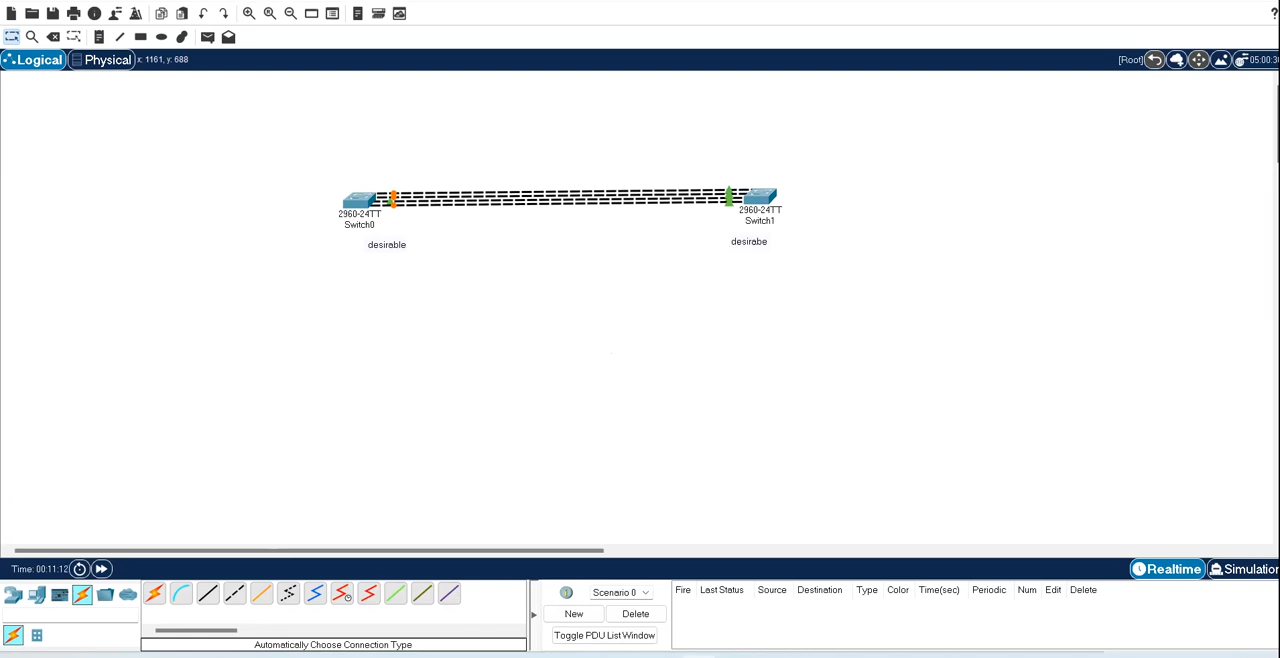 ?
Logical
Physical
x: 1161, y: 688
[Root]
05:00:3
2960-24TT
Switch0
desirable
2960-24TT
Switch1
desirabe
Time: 00:11:12
Realtime
Simulation
Scenario 0
New
Delete
Toggle PDU List Window
Fire
Last Status
Source
Destination
Type
Color
Time(sec)
Periodic
Num
Edit
Delete
Automatically Choose Connection Type